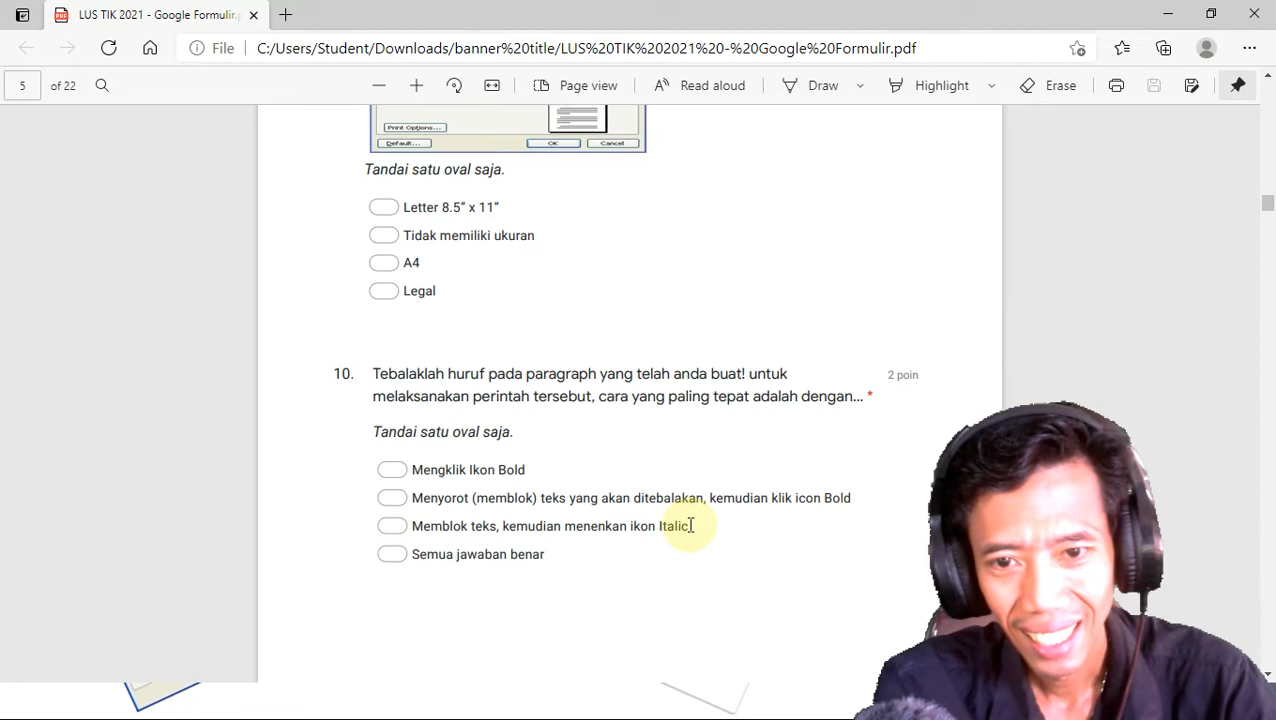 LUS TIK 2021 - Google Formulir.p
File
C:/Users/Student/Downloads/banner%20title/LUS%20TIK%202021%20-%20Google%20Formulir.pdf
5 of 22
Page view
Read aloud
Draw
Highlight
Erase
Print Options...
Default...
OK
Cancel
Tandai satu oval saja.
Letter 8.5” x 11”
Tidak memiliki ukuran
A4
Legal
10. Tebalaklah huruf pada paragraph yang telah anda buat! untuk 2 poin
melaksanakan perintah tersebut, cara yang paling tepat adalah dengan... *
Tandai satu oval saja.
Mengklik Ikon Bold
Menyorot (memblok) teks yang akan ditebalakan, kemudian klik icon Bold
Memblok teks, kemudian menenkan ikon Italic
Semua jawaban benar